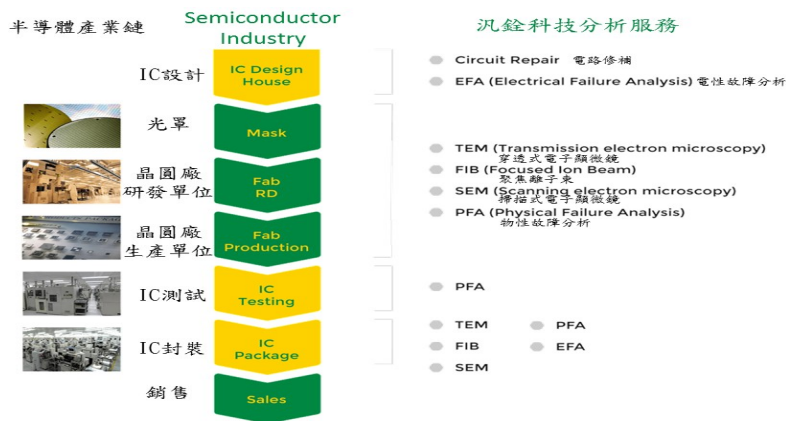 半導體產業鏈
Semiconductor
Industry
汎銓科技分析服務
IC設計
IC Design
House
Circuit Repair 電路修補
EFA (Electrical Failure Analysis) 電性故障分析
光罩
Mask
晶圓廠
研發單位
Fab
RD
TEM (Transmission electron microscopy)
穿透式電子顯微鏡
FIB (Focused Ion Beam)
聚焦離子束
SEM (Scanning electron microscopy)
掃描式電子顯微鏡
PFA (Physical Failure Analysis)
物性故障分析
晶圓廠
生產單位
Fab
Production
IC測試
IC
Testing
PFA
IC封裝
IC
Package
TEM PFA
FIB EFA
SEM
銷售
Sales